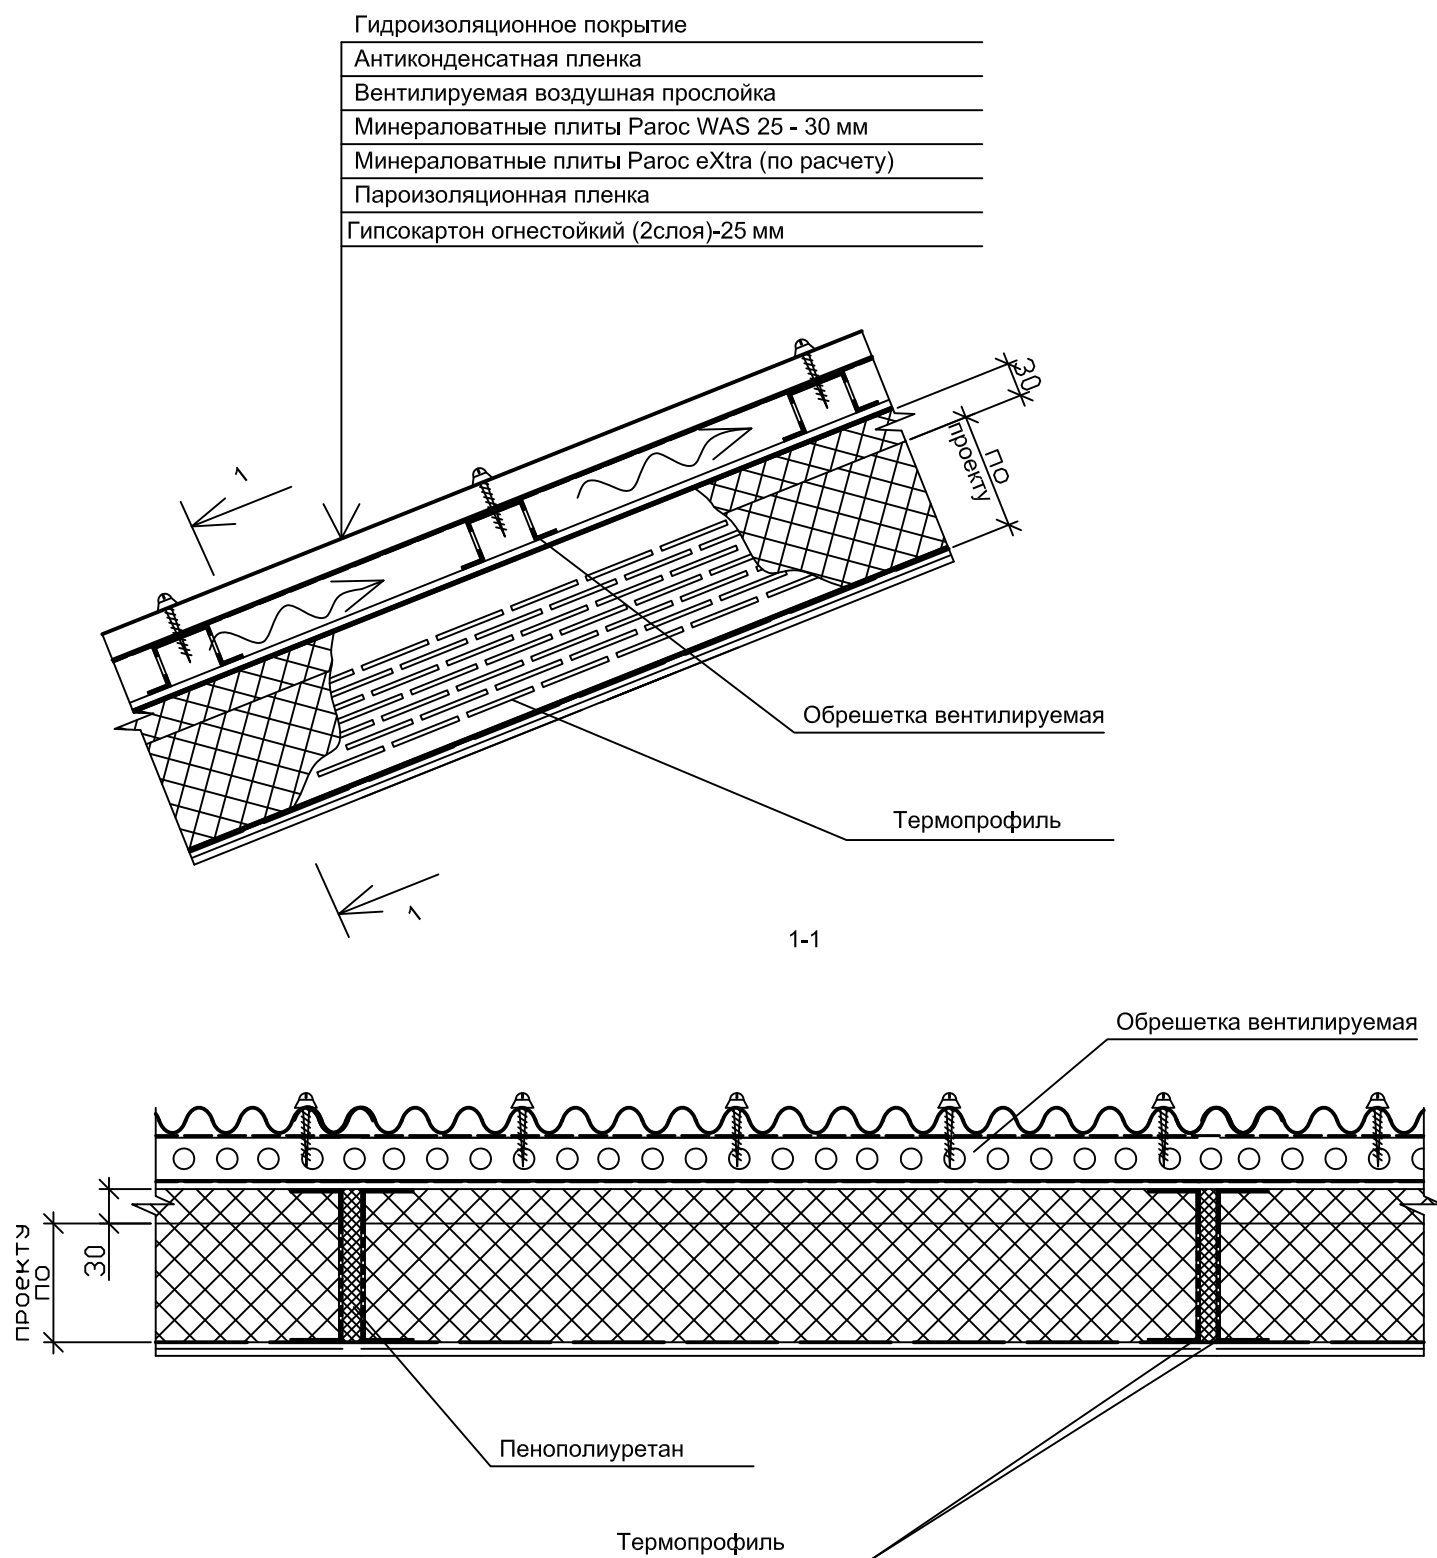 Гидроизоляционное покрытие
Антиконденсатная пленка
Вентилируемая воздушная прослойка
Минераловатные плиты Paroc WAS 25 - 30 мм
Минераловатные плиты Paroc eXtra (по расчету)
Пароизоляционная пленка
Гипсокартон огнестойкий (2слоя)-25 мм
30
по
проекту
1
Обрешетка вентилируемая
Термопрофиль
1
1-1
Обрешетка вентилируемая
30
по
проекту
Пенополиуретан
Термопрофиль